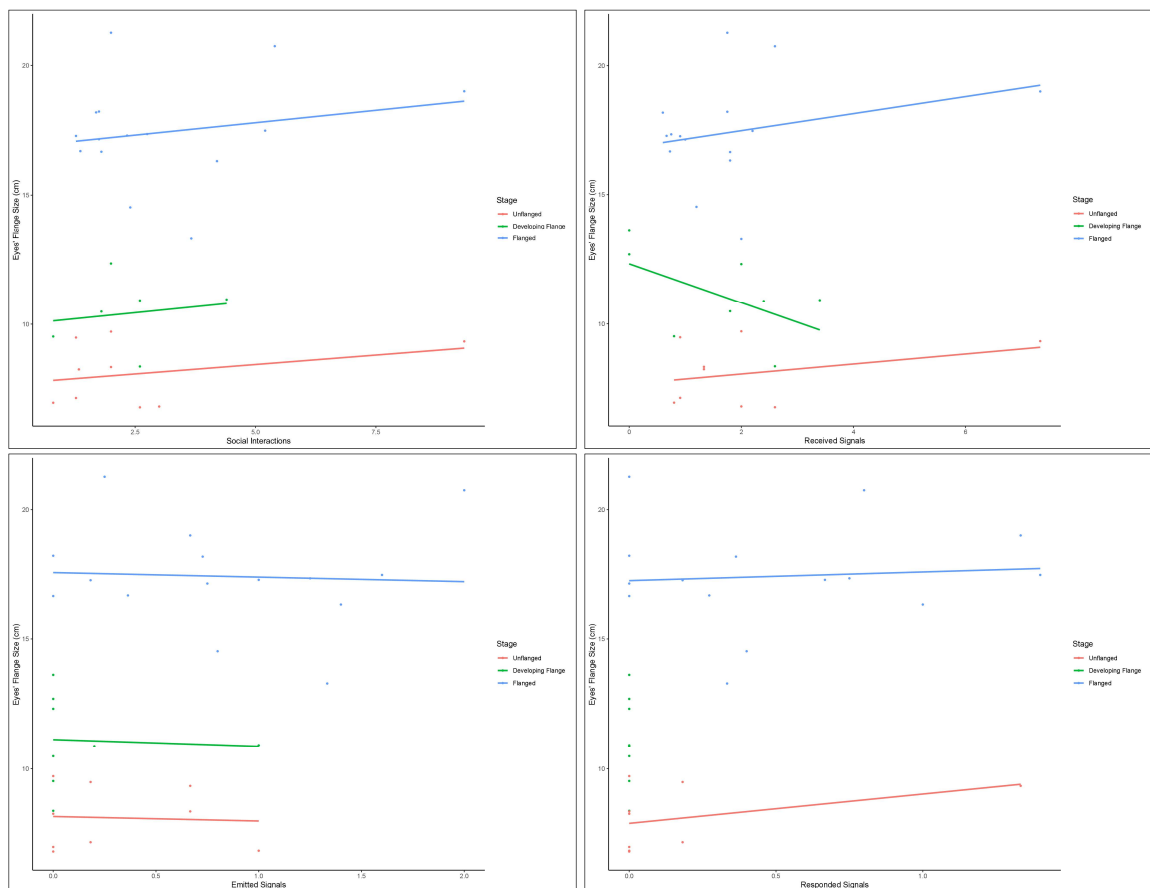 20
15
10
Eyes' Flange Size (cm)
2.5
5.0
7.5
Social Interactions
Stage
Unflanged
Developing Flange
Flanged
20
15
10
Eyes' Flange Size (cm)
0
2
4
6
Received Signals
Stage
Unflanged
Developing Flange
Flanged
20
15
10
Eyes' Flange Size (cm)
0.0
0.5
1.0
1.5
2.0
Emitted Signals
Stage
Unflanged
Developing Flange
Flanged
20
15
10
Eyes' Flange Size (cm)
0.0
0.5
1.0
Responded Signals
Stage
Unflanged
Developing Flange
Flanged